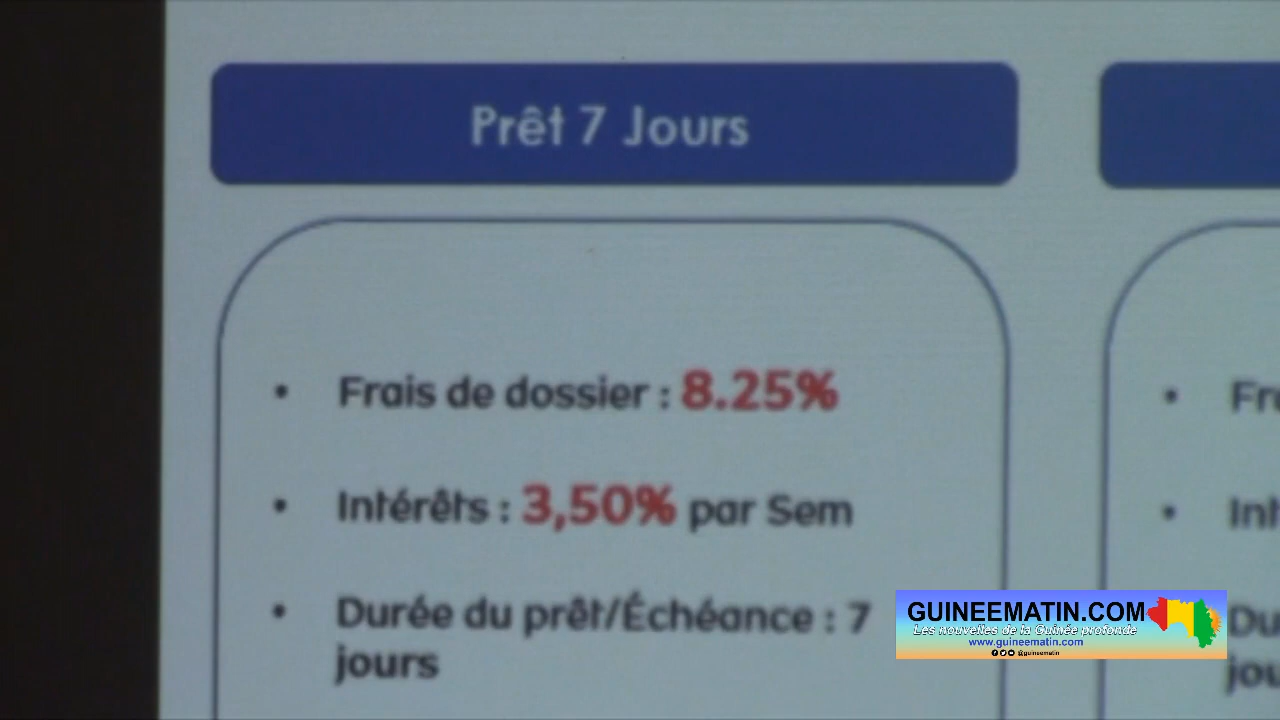 Prêt 7 Jours
• Frais de dossier : 8.25%
• Intérêts : 3,50% par Sem
• Durée du prêt/Échéance : 7
jours
GUINEEMATIN.COM
Les nouvelles de la Guinée profonde
www.guineematin.com
@guineematin